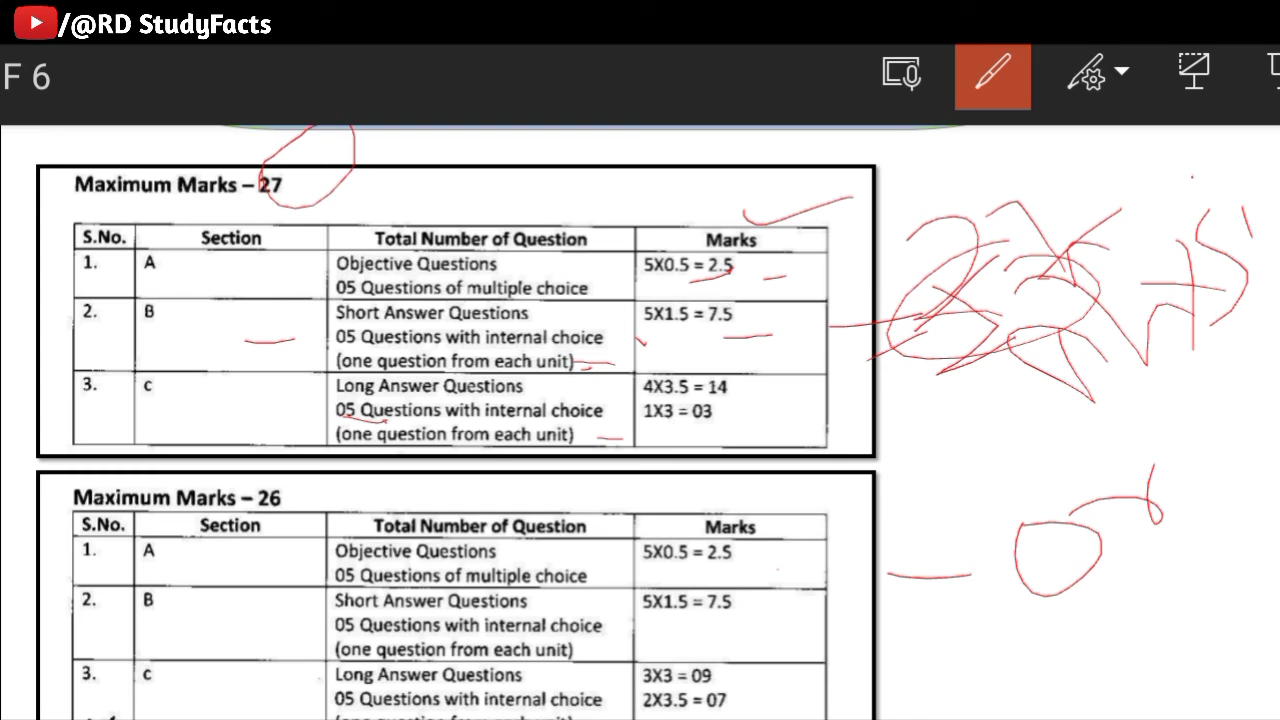 /@RD StudyFacts
F 6
Maximum Marks – 27
S.No. Section Total Number of Question Marks
1. A Objective Questions 5X0.5 = 2.5
05 Questions of multiple choice
2. B Short Answer Questions 5X1.5 = 7.5
05 Questions with internal choice
(one question from each unit)
3. c Long Answer Questions 4X3.5 = 14
05 Questions with internal choice 1X3 = 03
(one question from each unit)
Maximum Marks – 26
S.No. Section Total Number of Question Marks
1. A Objective Questions 5X0.5 = 2.5
05 Questions of multiple choice
2. B Short Answer Questions 5X1.5 = 7.5
05 Questions with internal choice
(one question from each unit)
3. c Long Answer Questions 3X3 = 09
05 Questions with internal choice 2X3.5 = 07